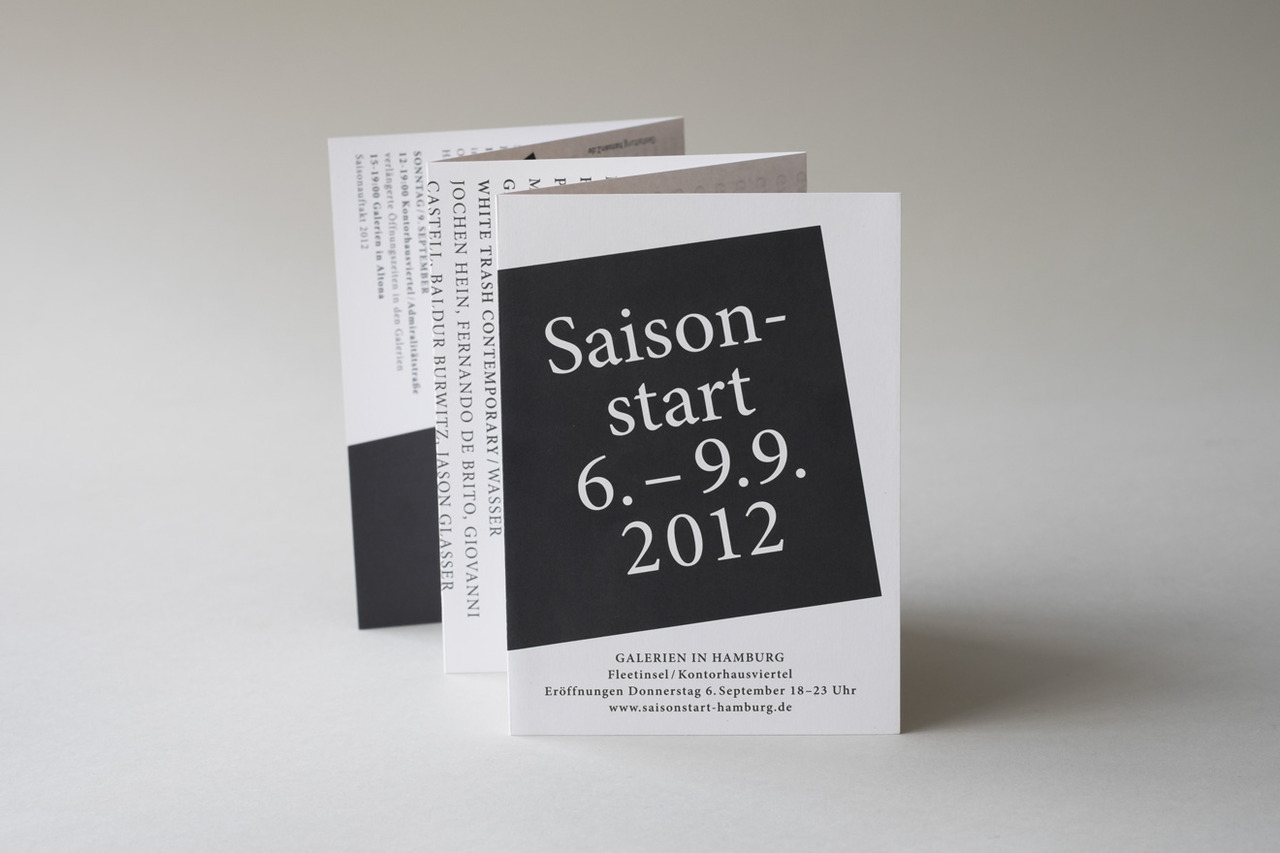 Saison-
start
6. – 9.9.
2012
GALERIEN IN HAMBURG
Fleetinsel / Kontorhausviertel
Eröffnungen Donnerstag 6. September 18–23 Uhr
www.saisonstart-hamburg.de
WHITE TRASH CONTEMPORARY / WASSER
JOCHEN HEIN, FERNANDO DE BRITO, GIOVANNI
CASTELL, BALDUR BURWITZ, JASON GLASSER
SONNTAG / 9. SEPTEMBER
12-19:00 Kontorhausviertel / Admiralitätstraße
verlängerte Öffnungszeiten in den Galerien
15-19:00 Galerien in Altona
Saisonauftakt 2012